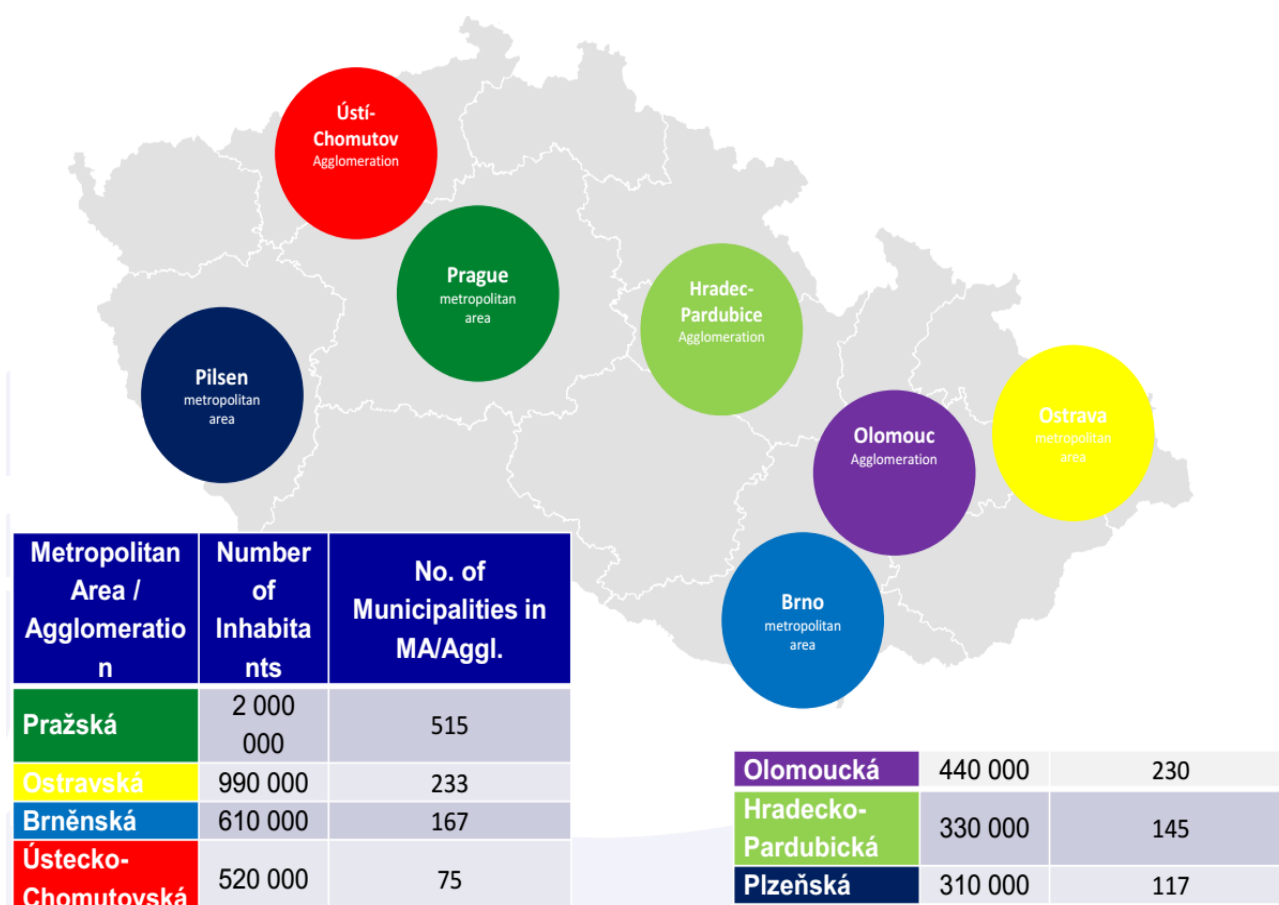 Ústí-
Chomutov
Agglomeration
Prague
metropolitan
area
Hradec-
Pardubice
Agglomeration
Pilsen
metropolitan
area
Olomouc
Agglomeration
Ostrava
metropolitan
area
Brno
metropolitan
area
Metropolitan
Area /
Agglomeratio
n
Number
of
Inhabita
nts
No. of
Municipalities in
MA/Aggl.
Pražská
2 000
000
515
Ostravská 990 000 233
Brněnská 610 000 167
Ústecko-
Chomutovská
520 000
75
Olomoucká 440 000 230
Hradecko-
Pardubická
330 000
145
Plzeňská 310 000 117